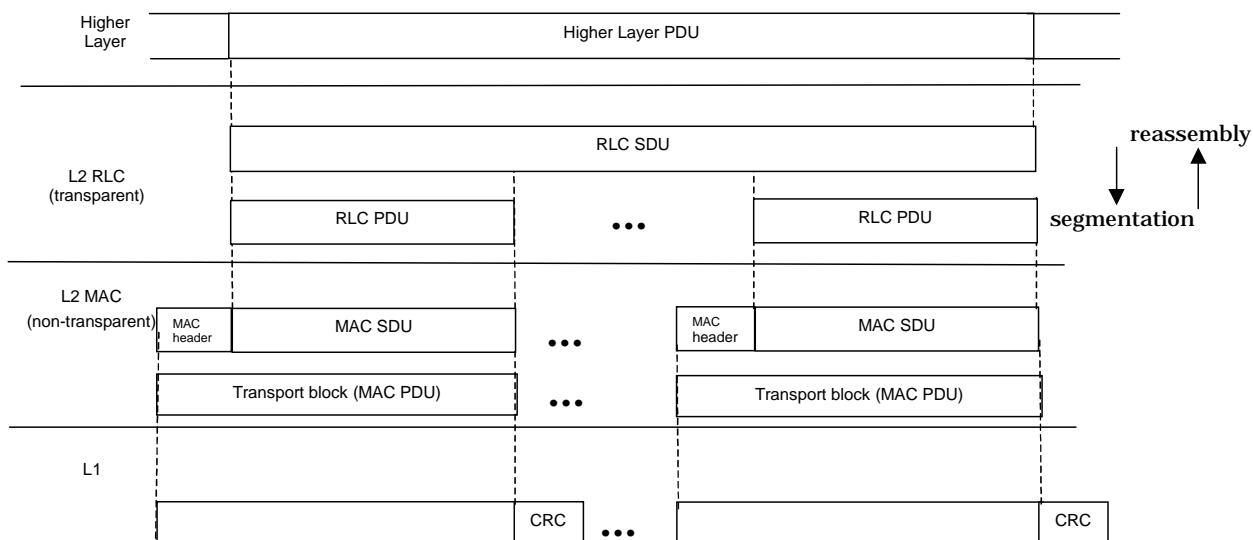 Higher
Layer
Higher Layer PDU
RLC SDU
reassembly
L2 RLC
(transparent)
RLC PDU
•••
RLC PDU
segmentation
L2 MAC
(non-transparent)
MAC
header
MAC SDU
•••
MAC
header
MAC SDU
Transport block (MAC PDU)
•••
Transport block (MAC PDU)
L1
CRC
•••
CRC